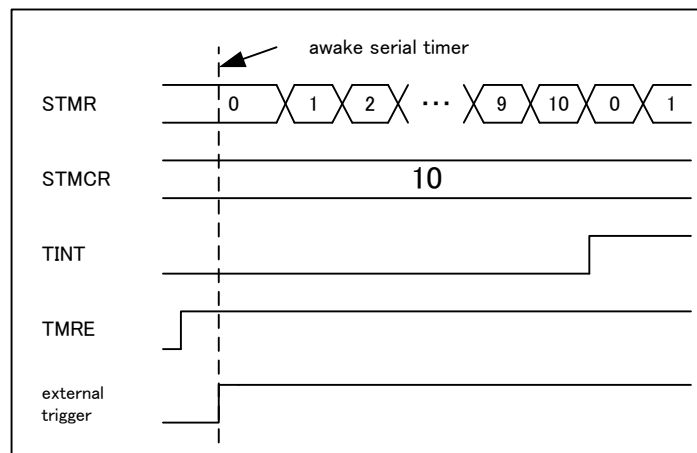 awake serial timer
STMR 0 1 2 ··· 9 10 0 1
STMCR 10
TINT
TMRE
external
trigger